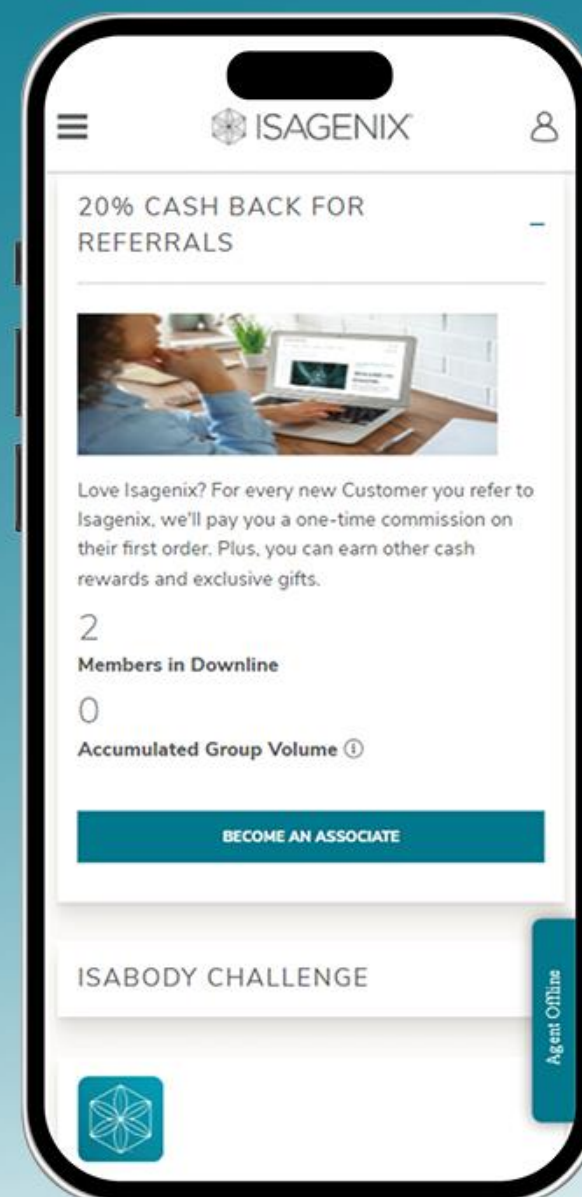 ISAGENIX
20% CASH BACK FOR
REFERRALS
Love Isagenix? For every new Customer you refer to
Isagenix, we'll pay you a one-time commission on
their first order. Plus, you can earn other cash
rewards and exclusive gifts.
2
Members in Downline
0
Accumulated Group Volume ⓘ
BECOME AN ASSOCIATE
ISABODY CHALLENGE
Agent Offline